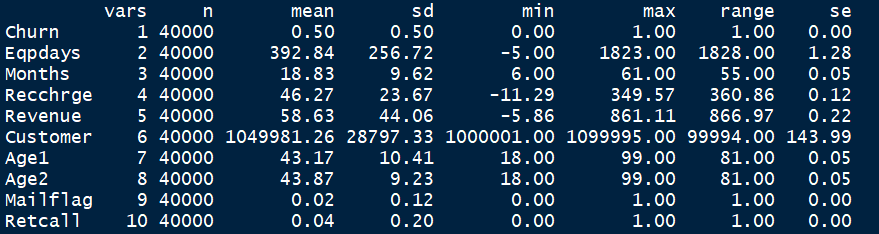 vars n mean sd min max range se
Churn 1 40000 0.50 0.50 0.00 1.00 1.00 0.00
Eqpdays 2 40000 392.84 256.72 -5.00 1823.00 1828.00 1.28
Months 3 40000 18.83 9.62 6.00 61.00 55.00 0.05
Recchrge 4 40000 46.27 23.67 -11.29 349.57 360.86 0.12
Revenue 5 40000 58.63 44.06 -5.86 861.11 866.97 0.22
Customer 6 40000 1049981.26 28797.33 1000001.00 1099995.00 99994.00 143.99
Age1 7 40000 43.17 10.41 18.00 99.00 81.00 0.05
Age2 8 40000 43.87 9.23 18.00 99.00 81.00 0.05
Mailflag 9 40000 0.02 0.12 0.00 1.00 1.00 0.00
Retcall 10 40000 0.04 0.20 0.00 1.00 1.00 0.00